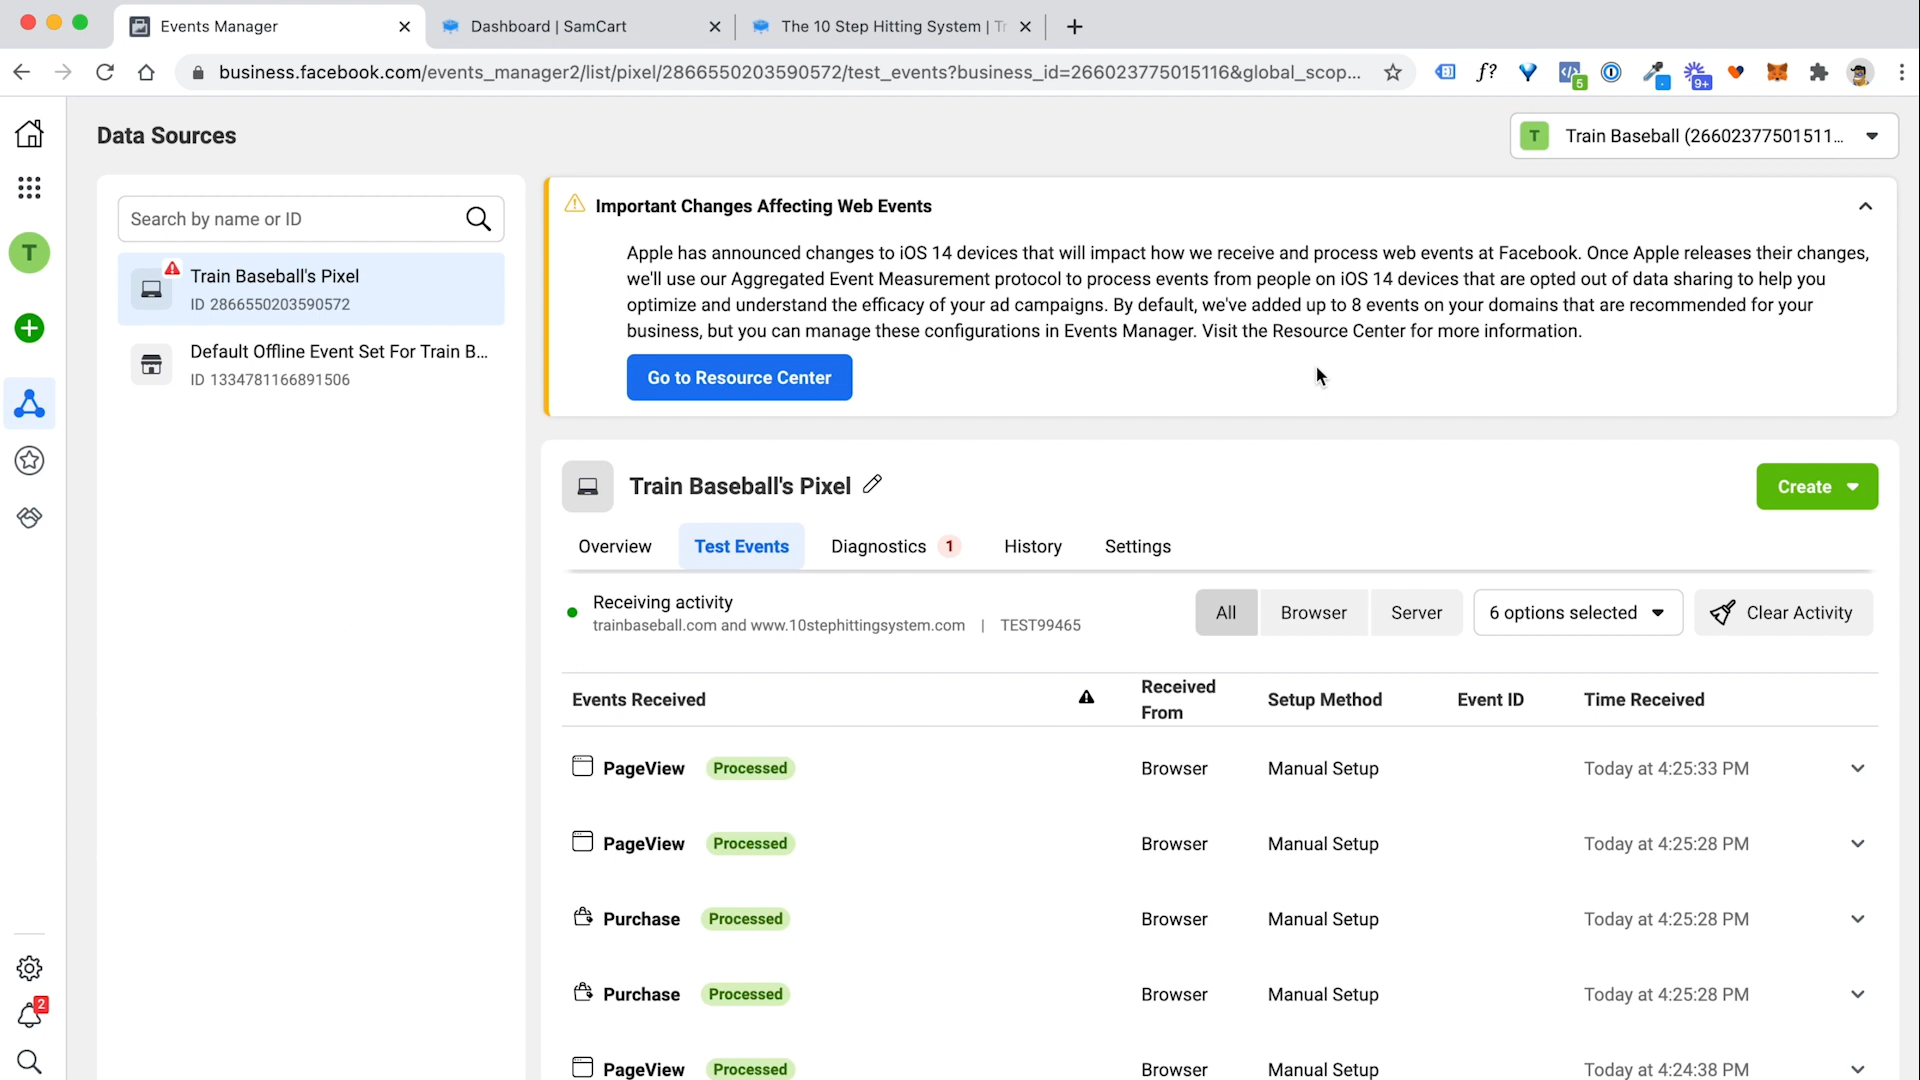 Events Manager
Dashboard | SamCart
The 10 Step Hitting System | Tr
business.facebook.com/events_manager2/list/pixel/2866550203590572/test_events?business_id=266023775015116&global_scop...
f?
5
9+
Data Sources
T Train Baseball (26602377501511...
Search by name or ID
Train Baseball's Pixel
ID 2866550203590572
Default Offline Event Set For Train B...
ID 1334781166891506
T
2
Important Changes Affecting Web Events
Apple has announced changes to iOS 14 devices that will impact how we receive and process web events at Facebook. Once Apple releases their changes,
we'll use our Aggregated Event Measurement protocol to process events from people on iOS 14 devices that are opted out of data sharing to help you
optimize and understand the efficacy of your ad campaigns. By default, we've added up to 8 events on your domains that are recommended for your
business, but you can manage these configurations in Events Manager. Visit the Resource Center for more information.
Go to Resource Center
Train Baseball's Pixel
Create
Overview Test Events Diagnostics 1 History Settings
Receiving activity
trainbaseball.com and www.10stephittingsystem.com | TEST99465
All Browser Server 6 options selected Clear Activity
Events Received Received From Setup Method Event ID Time Received
PageView Processed Browser Manual Setup Today at 4:25:33 PM
PageView Processed Browser Manual Setup Today at 4:25:28 PM
Purchase Processed Browser Manual Setup Today at 4:25:28 PM
Purchase Processed Browser Manual Setup Today at 4:25:28 PM
PageView Processed Browser Manual Setup Today at 4:24:38 PM